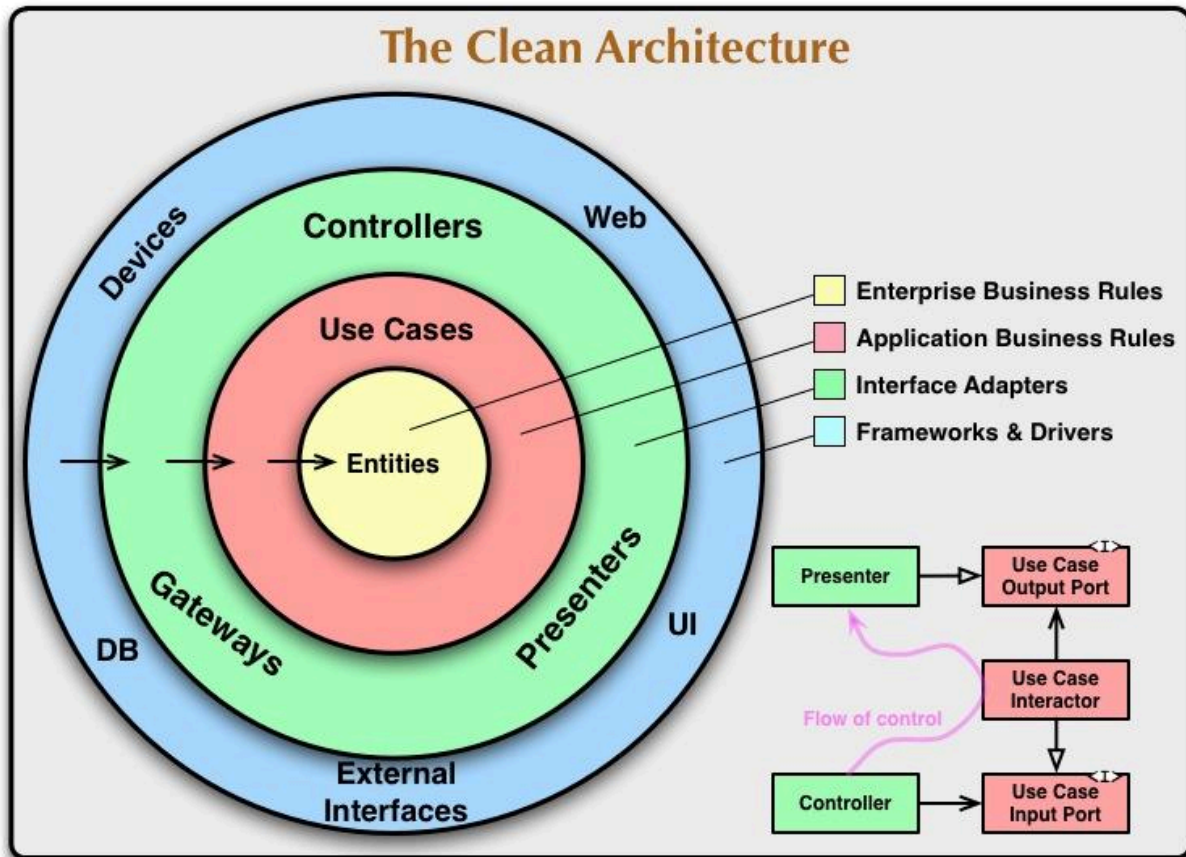 The Clean Architecture
Devices
Web
Controllers
Use Cases
Entities
Gateways
Presenters
DB
UI
External
Interfaces
Enterprise Business Rules
Application Business Rules
Interface Adapters
Frameworks & Drivers
Presenter
<I>
Use Case
Output Port
Use Case
Interactor
Flow of control
Controller
<I>
Use Case
Input Port